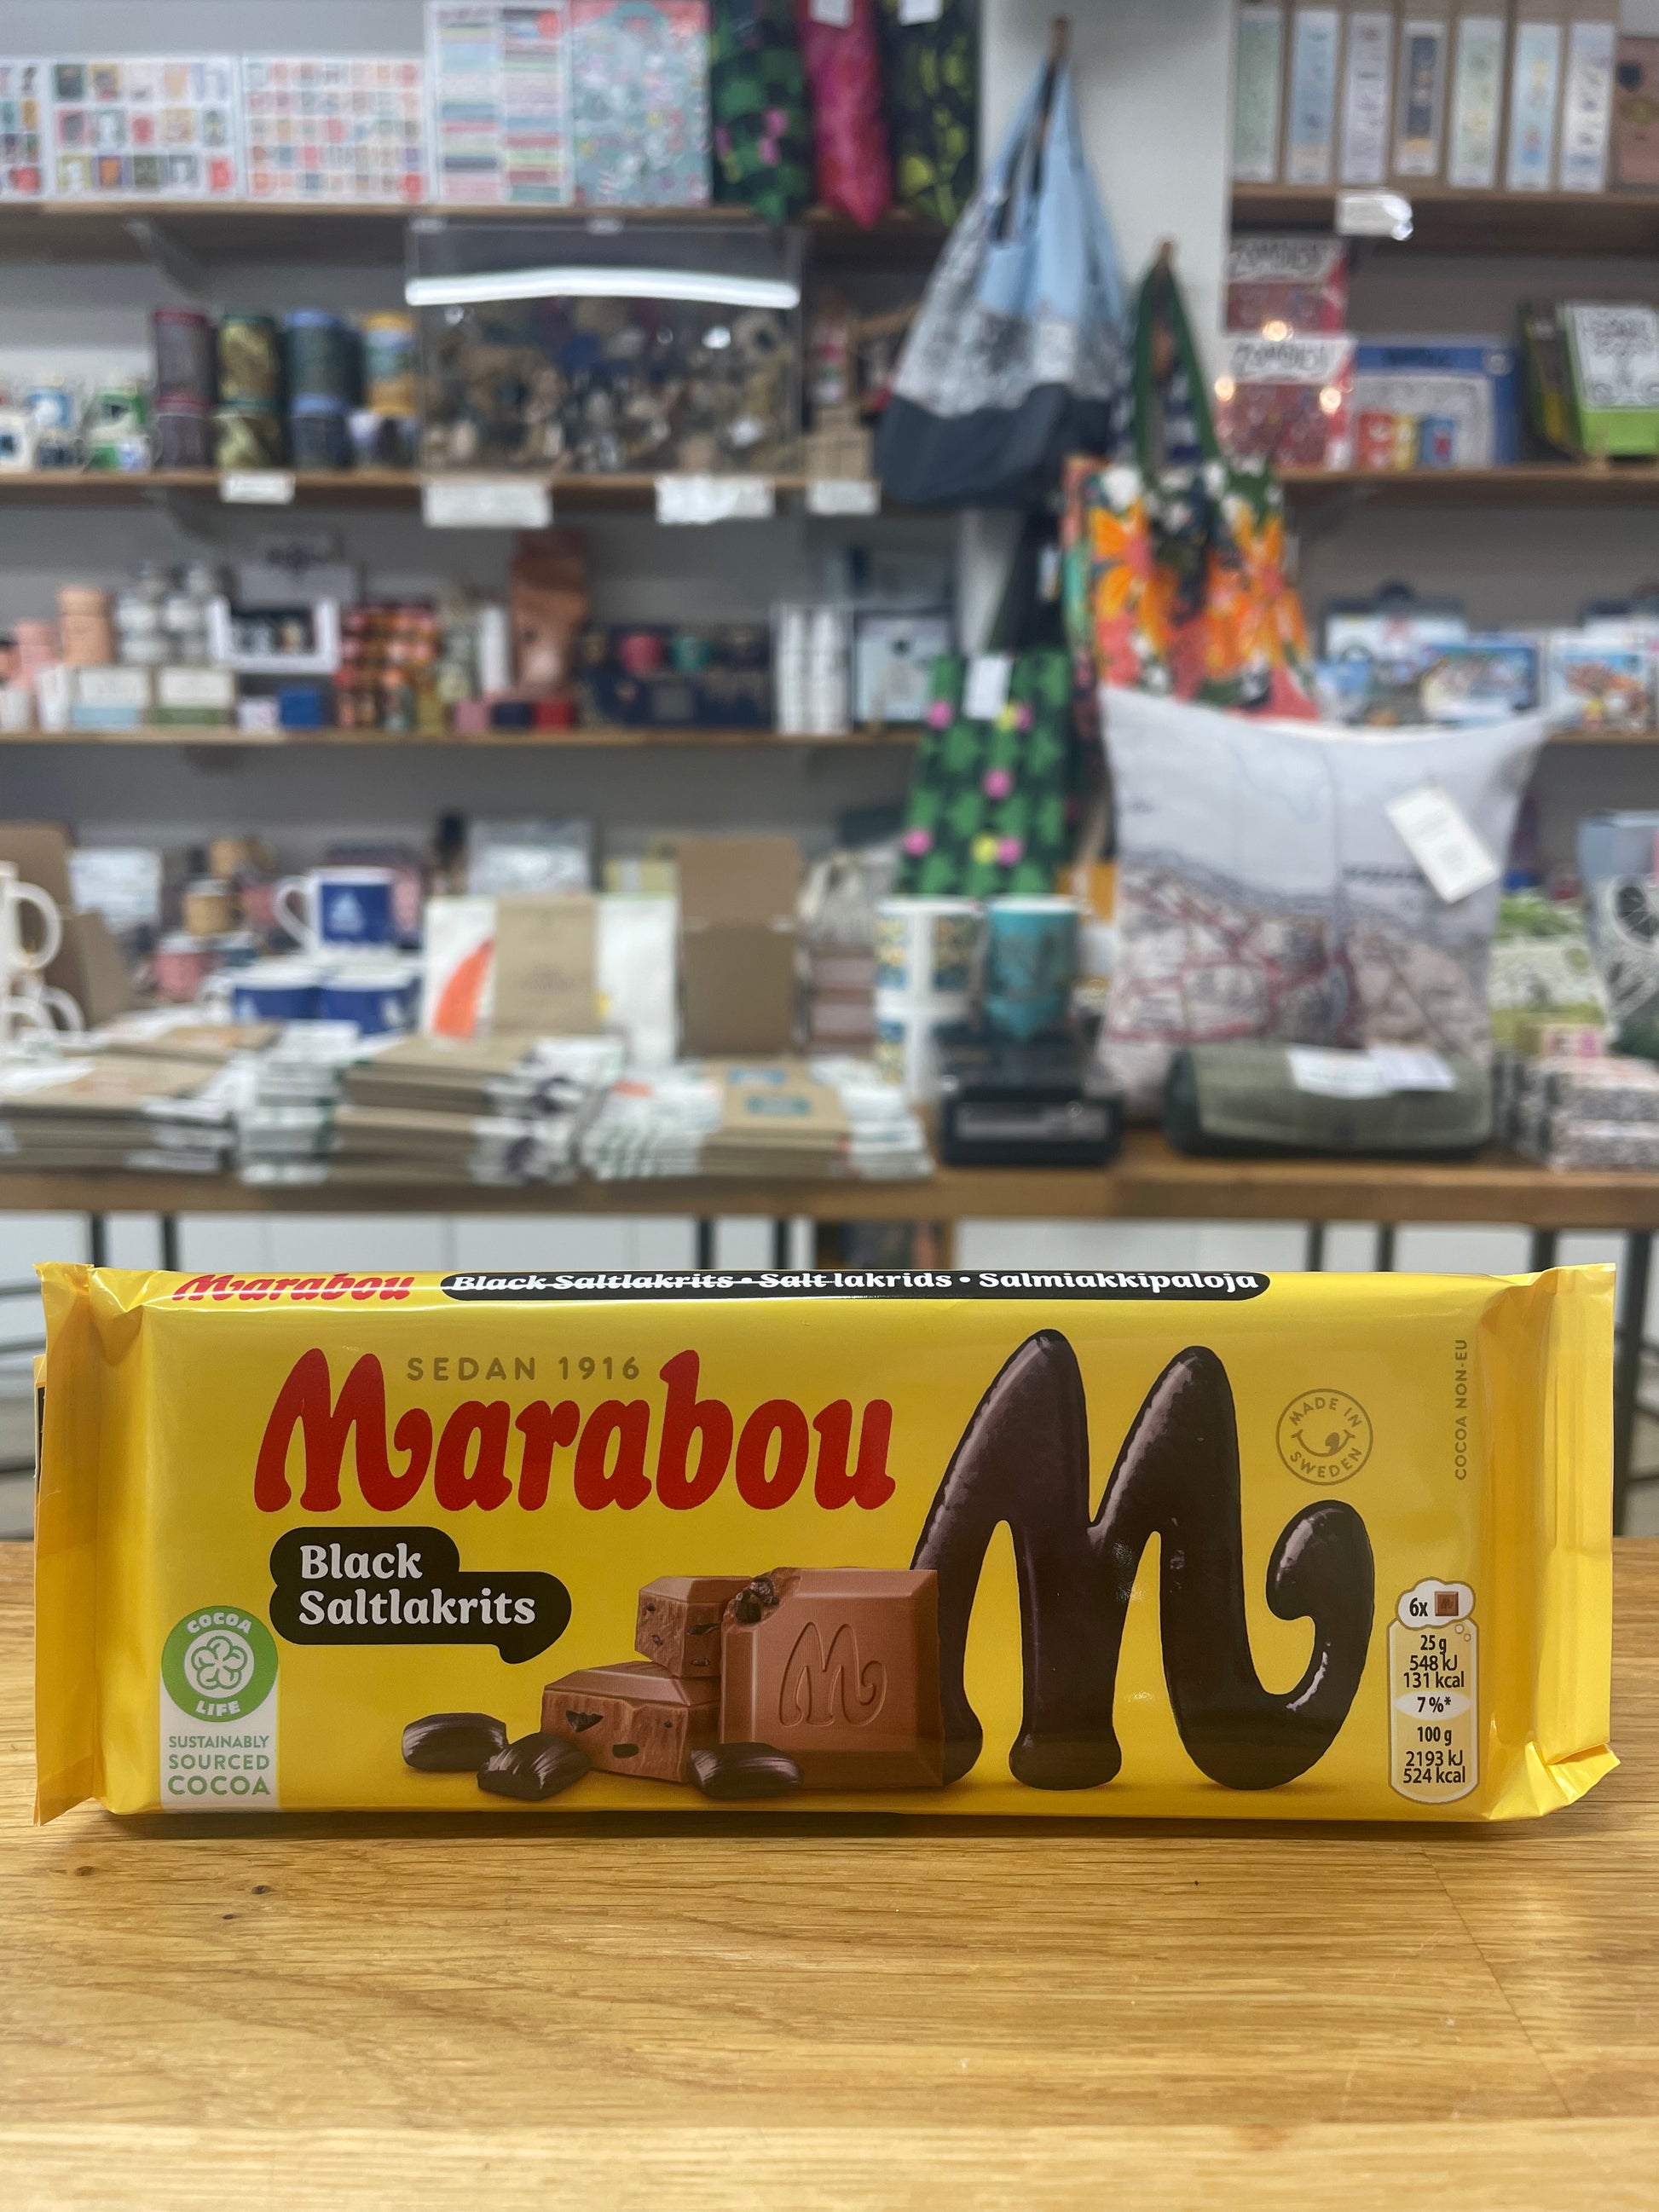 Marabou Black Saltlakrits • Salt lakrids • Salmiakkipaloja
SEDAN 1916
Marabou
Black
Saltlakrits
COCOA
LIFE
SUSTAINABLY
SOURCED
COCOA
M
M
MADE IN
SWEDEN
COCOA NON-EU
6x
25 g
548 kJ
131 kcal
7 %*
100 g
2193 kJ
524 kcal